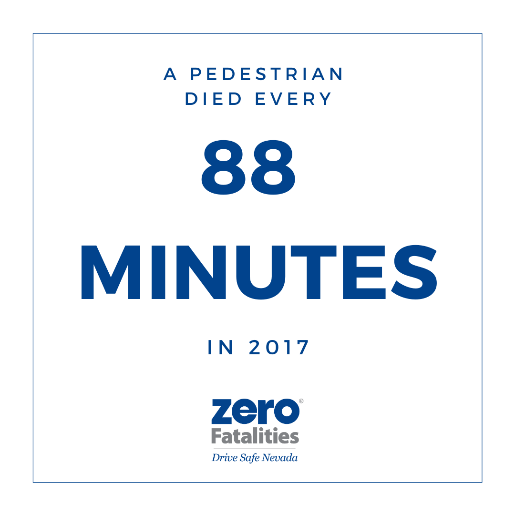 A PEDESTRIAN
DIED EVERY
88
MINUTES
IN 2017
zero®
Fatalities
Drive Safe Nevada